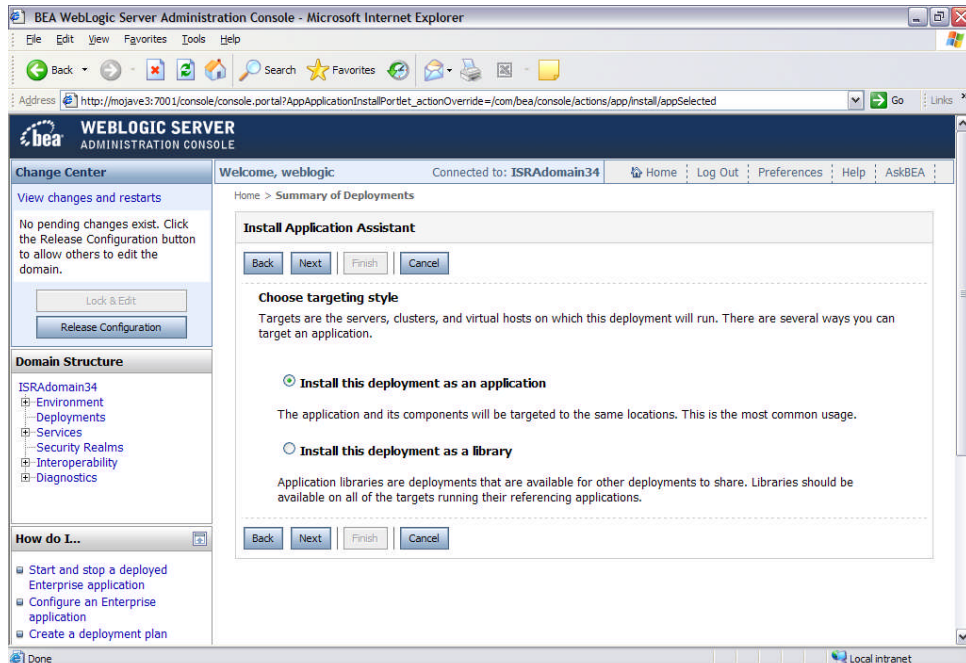 BEA WebLogic Server Administration Console - Microsoft Internet Explorer
File Edit View Favorites Tools Help
Back Search Favorites
Address http://mojave3:7001/console/console.portal?AppApplicationInstallPortlet_actionOverride=/com/bea/console/actions/app/install/appSelected Go Links »
bea WEBLOGIC SERVER
ADMINISTRATION CONSOLE
Change Center
View changes and restarts
No pending changes exist. Click
the Release Configuration button
to allow others to edit the
domain.
Lock & Edit
Release Configuration
Domain Structure
ISRAdomain34
Environment
Deployments
Services
Security Realms
Interoperability
Diagnostics
How do I...
Start and stop a deployed
Enterprise application
Configure an Enterprise
application
Create a deployment plan
Welcome, weblogic Connected to: ISRAdomain34 Home Log Out Preferences Help AskBEA
Home > Summary of Deployments
Install Application Assistant
Back Next Finish Cancel
Choose targeting style
Targets are the servers, clusters, and virtual hosts on which this deployment will run. There are several ways you can
target an application.
Install this deployment as an application
The application and its components will be targeted to the same locations. This is the most common usage.
Install this deployment as a library
Application libraries are deployments that are available for other deployments to share. Libraries should be
available on all of the targets running their referencing applications.
Back Next Finish Cancel
Done Local intranet